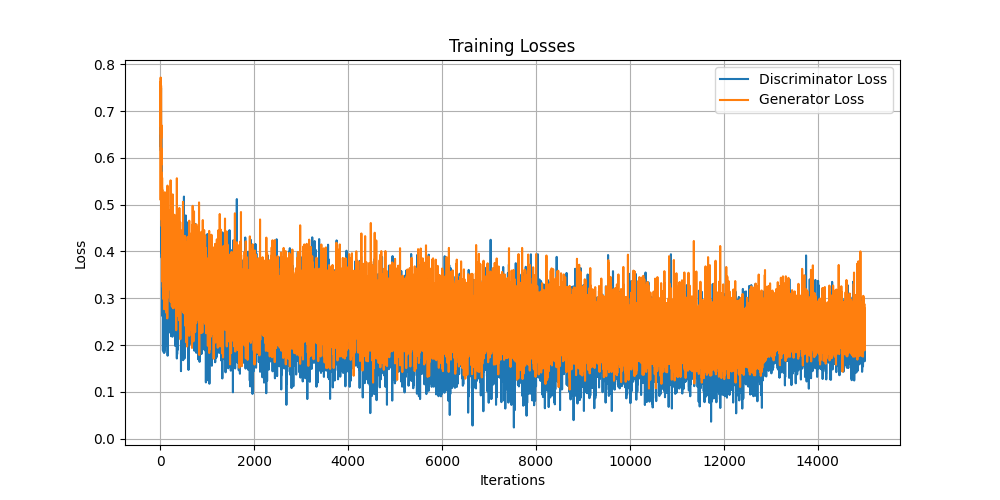 Training Losses
Discriminator Loss
Generator Loss
0.8
0.7
0.6
0.5
0.4
0.3
0.2
0.1
0.0
Loss
0 2000 4000 6000 8000 10000 12000 14000
Iterations